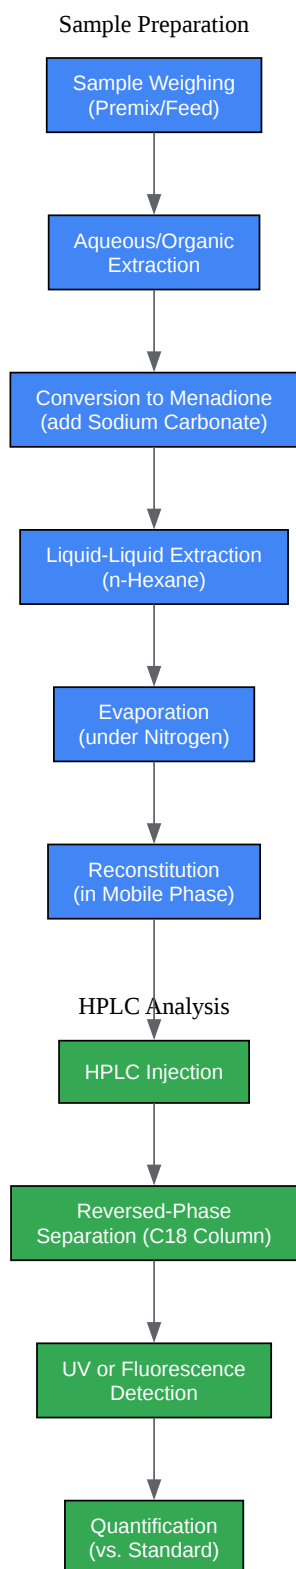 Sample Preparation
Sample Weighing
(Premix/Feed)
Aqueous/Organic
Extraction
Conversion to Menadione
(add Sodium Carbonate)
Liquid-Liquid Extraction
(n-Hexane)
Evaporation
(under Nitrogen)
Reconstitution
(in Mobile Phase)
HPLC Analysis
HPLC Injection
Reversed-Phase
Separation (C18 Column)
UV or Fluorescence
Detection
Quantification
(vs. Standard)